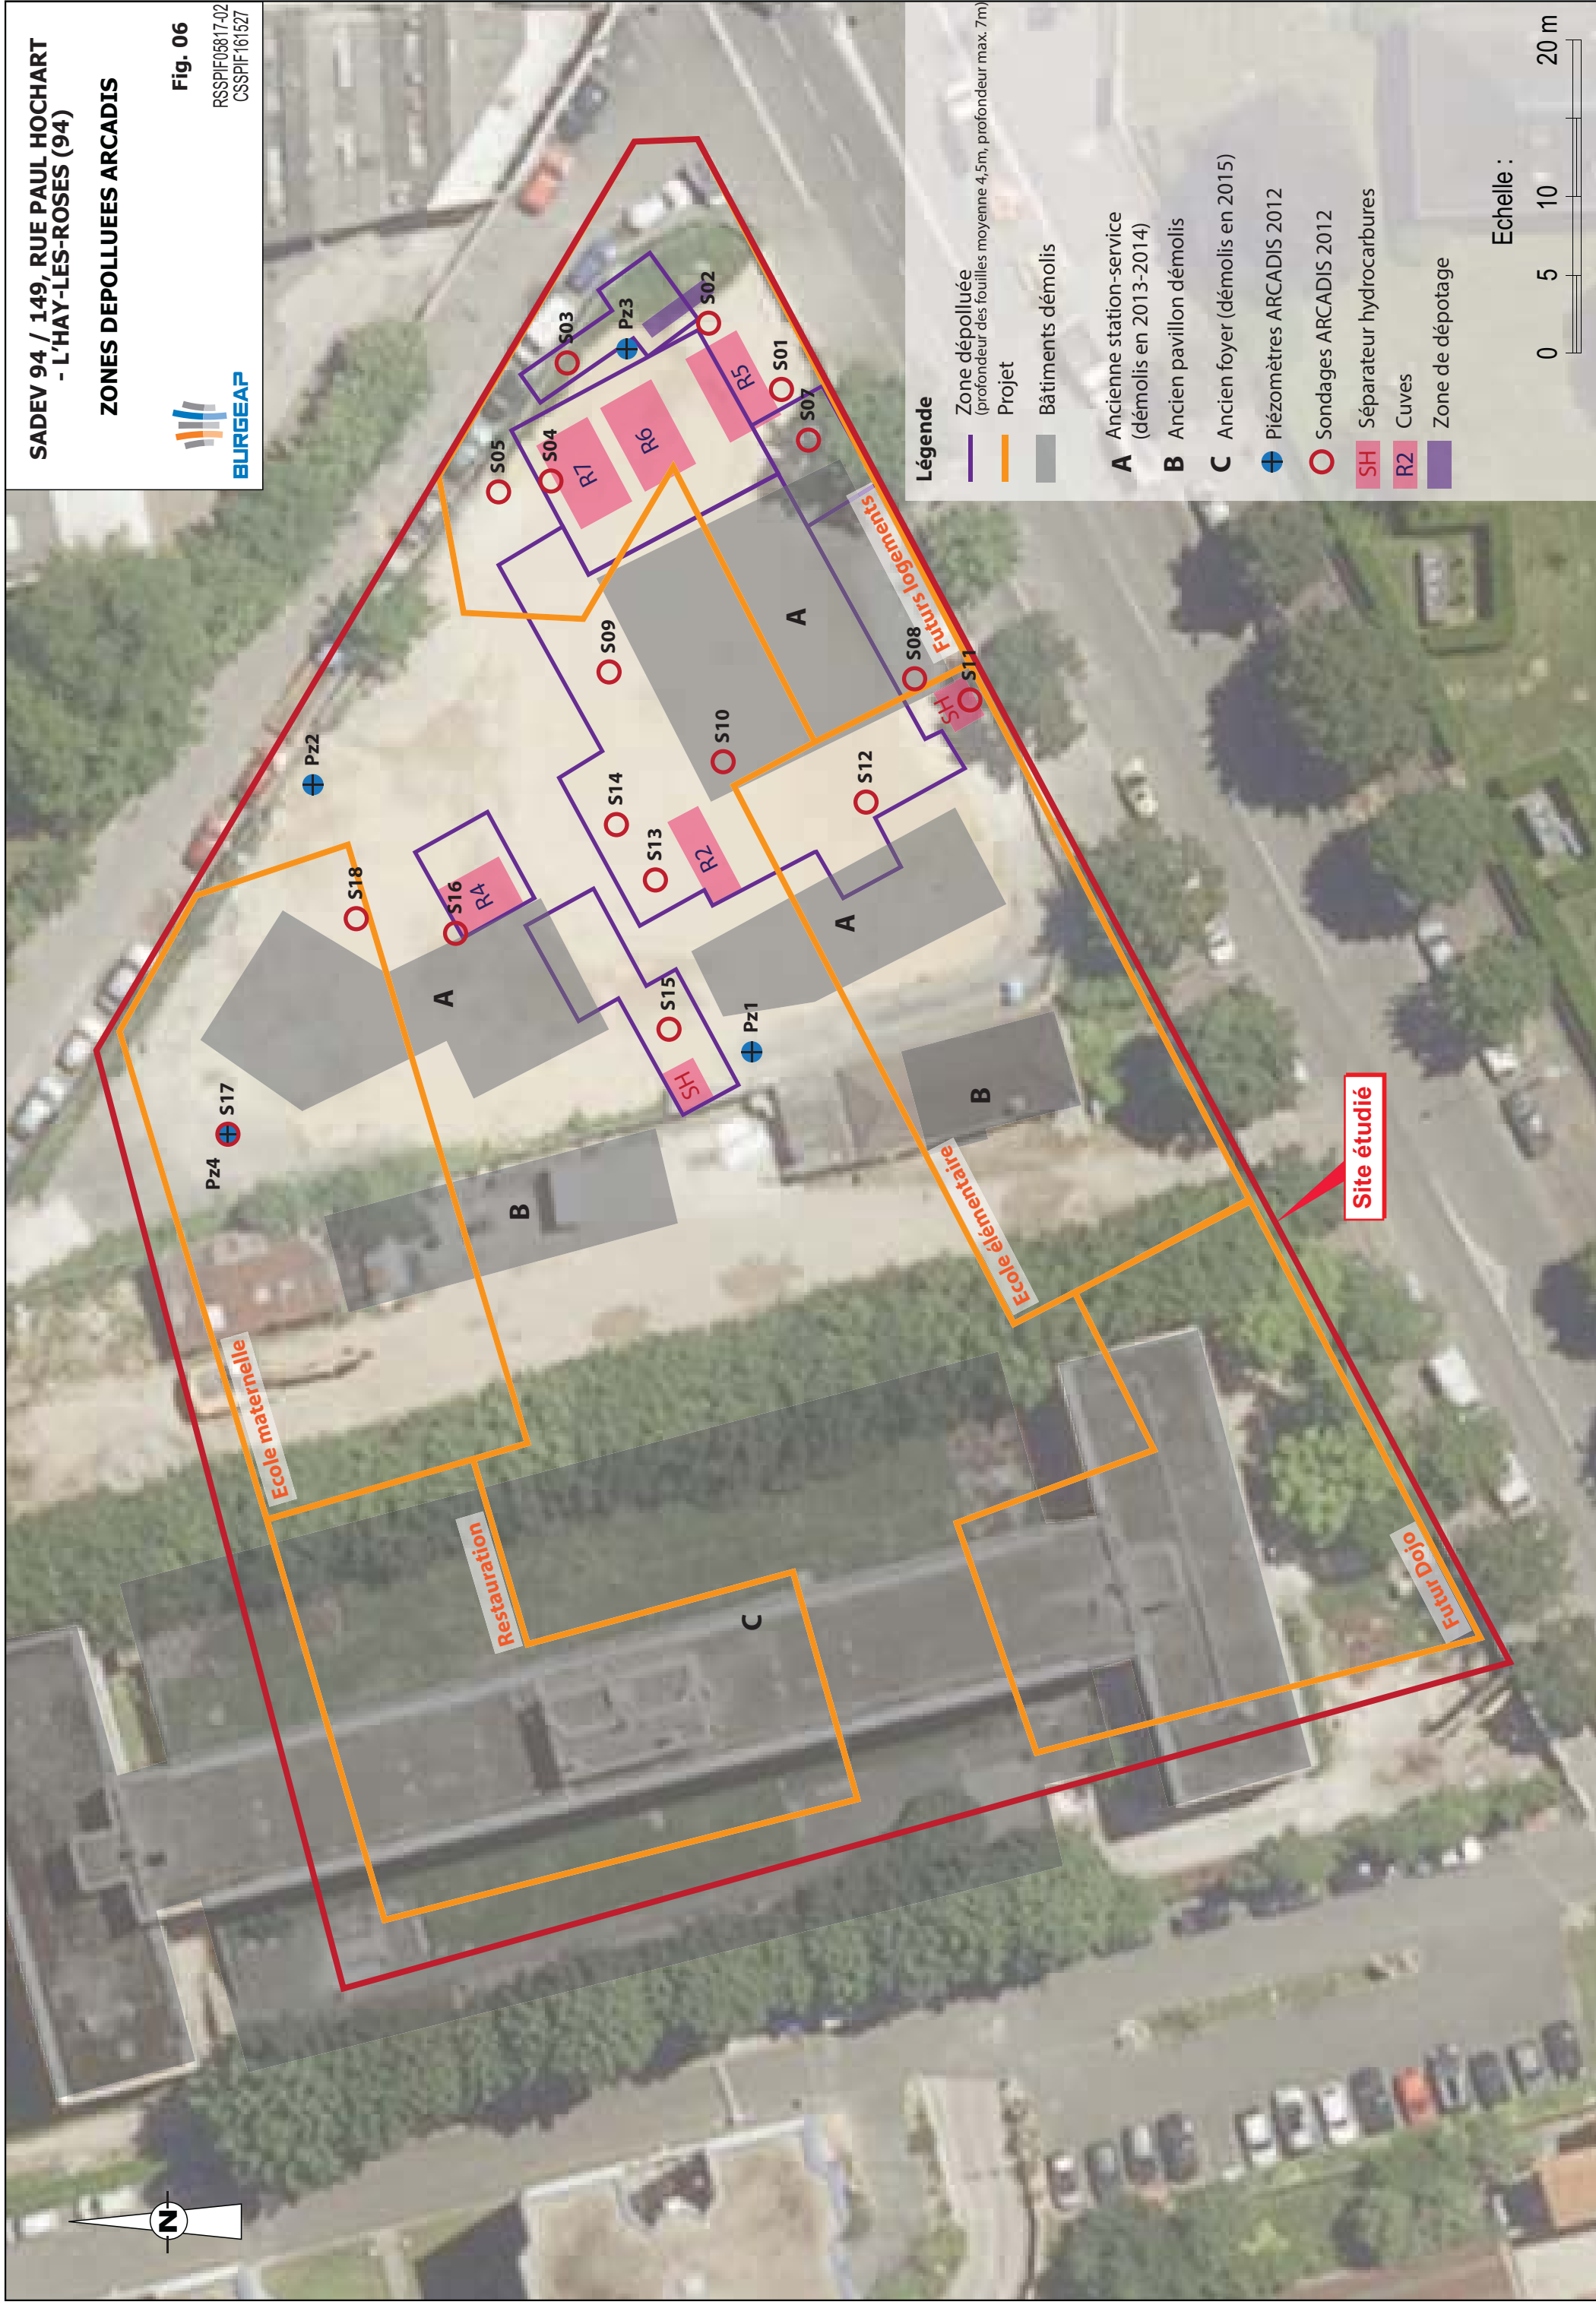 SADEV 94 / 149, RUE PAUL HOCHART
- L'HAY-LES-ROSES (94)
ZONES DEPOLLUEES ARCADIS
Fig. 06
RSSPIF05817-02
CSSPIF161527
BURGEAP
N
Pz4
S17
S18
Pz2
Ecole maternelle
A
B
S16
R4
S05
S04
S03
Pz3
S02
R7
R6
R5
S01
S07
S09
S10
S14
S13
R2
S15
SH
Pz1
A
S12
A
S08
S11
SH
Futurs logements
B
Ecole élémentaire
Restauration
C
Futur Dojo
Site étudié
Légende
Zone dépolluée
(profondeur des fouilles moyenne 4,5m, profondeur max. 7m)
Projet
Bâtiments démolis
A Ancienne station-service
(démolis en 2013-2014)
B Ancien pavillon démolis
C Ancien foyer (démolis en 2015)
Piézomètres ARCADIS 2012
Sondages ARCADIS 2012
SH Séparateur hydrocarbures
R2 Cuves
Zone de dépotage
Echelle :
0 5 10 20 m